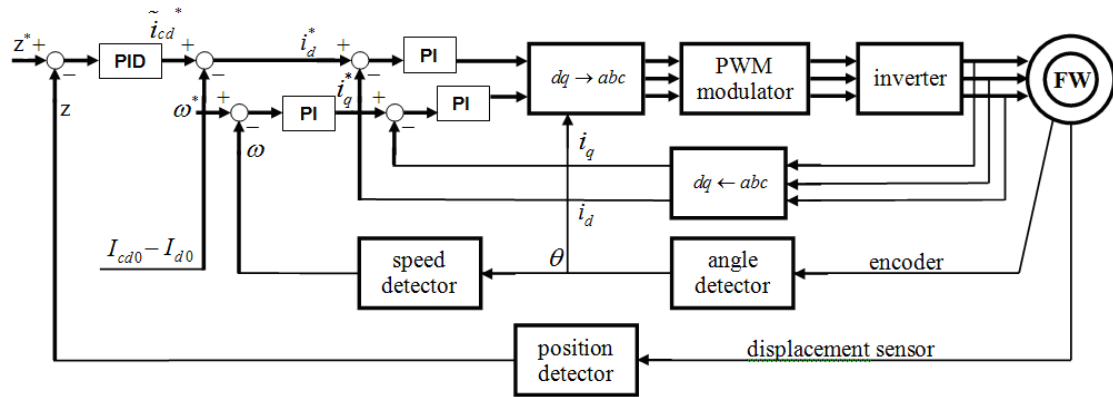 z* + − PID ĩcd* + − id* + − PI dq → abc PWM modulator inverter FW
z ω* + − PI iq* + − PI
ω iq dq ← abc
id
Icd0 − Id0 speed detector θ angle detector encoder
position detector displacement sensor